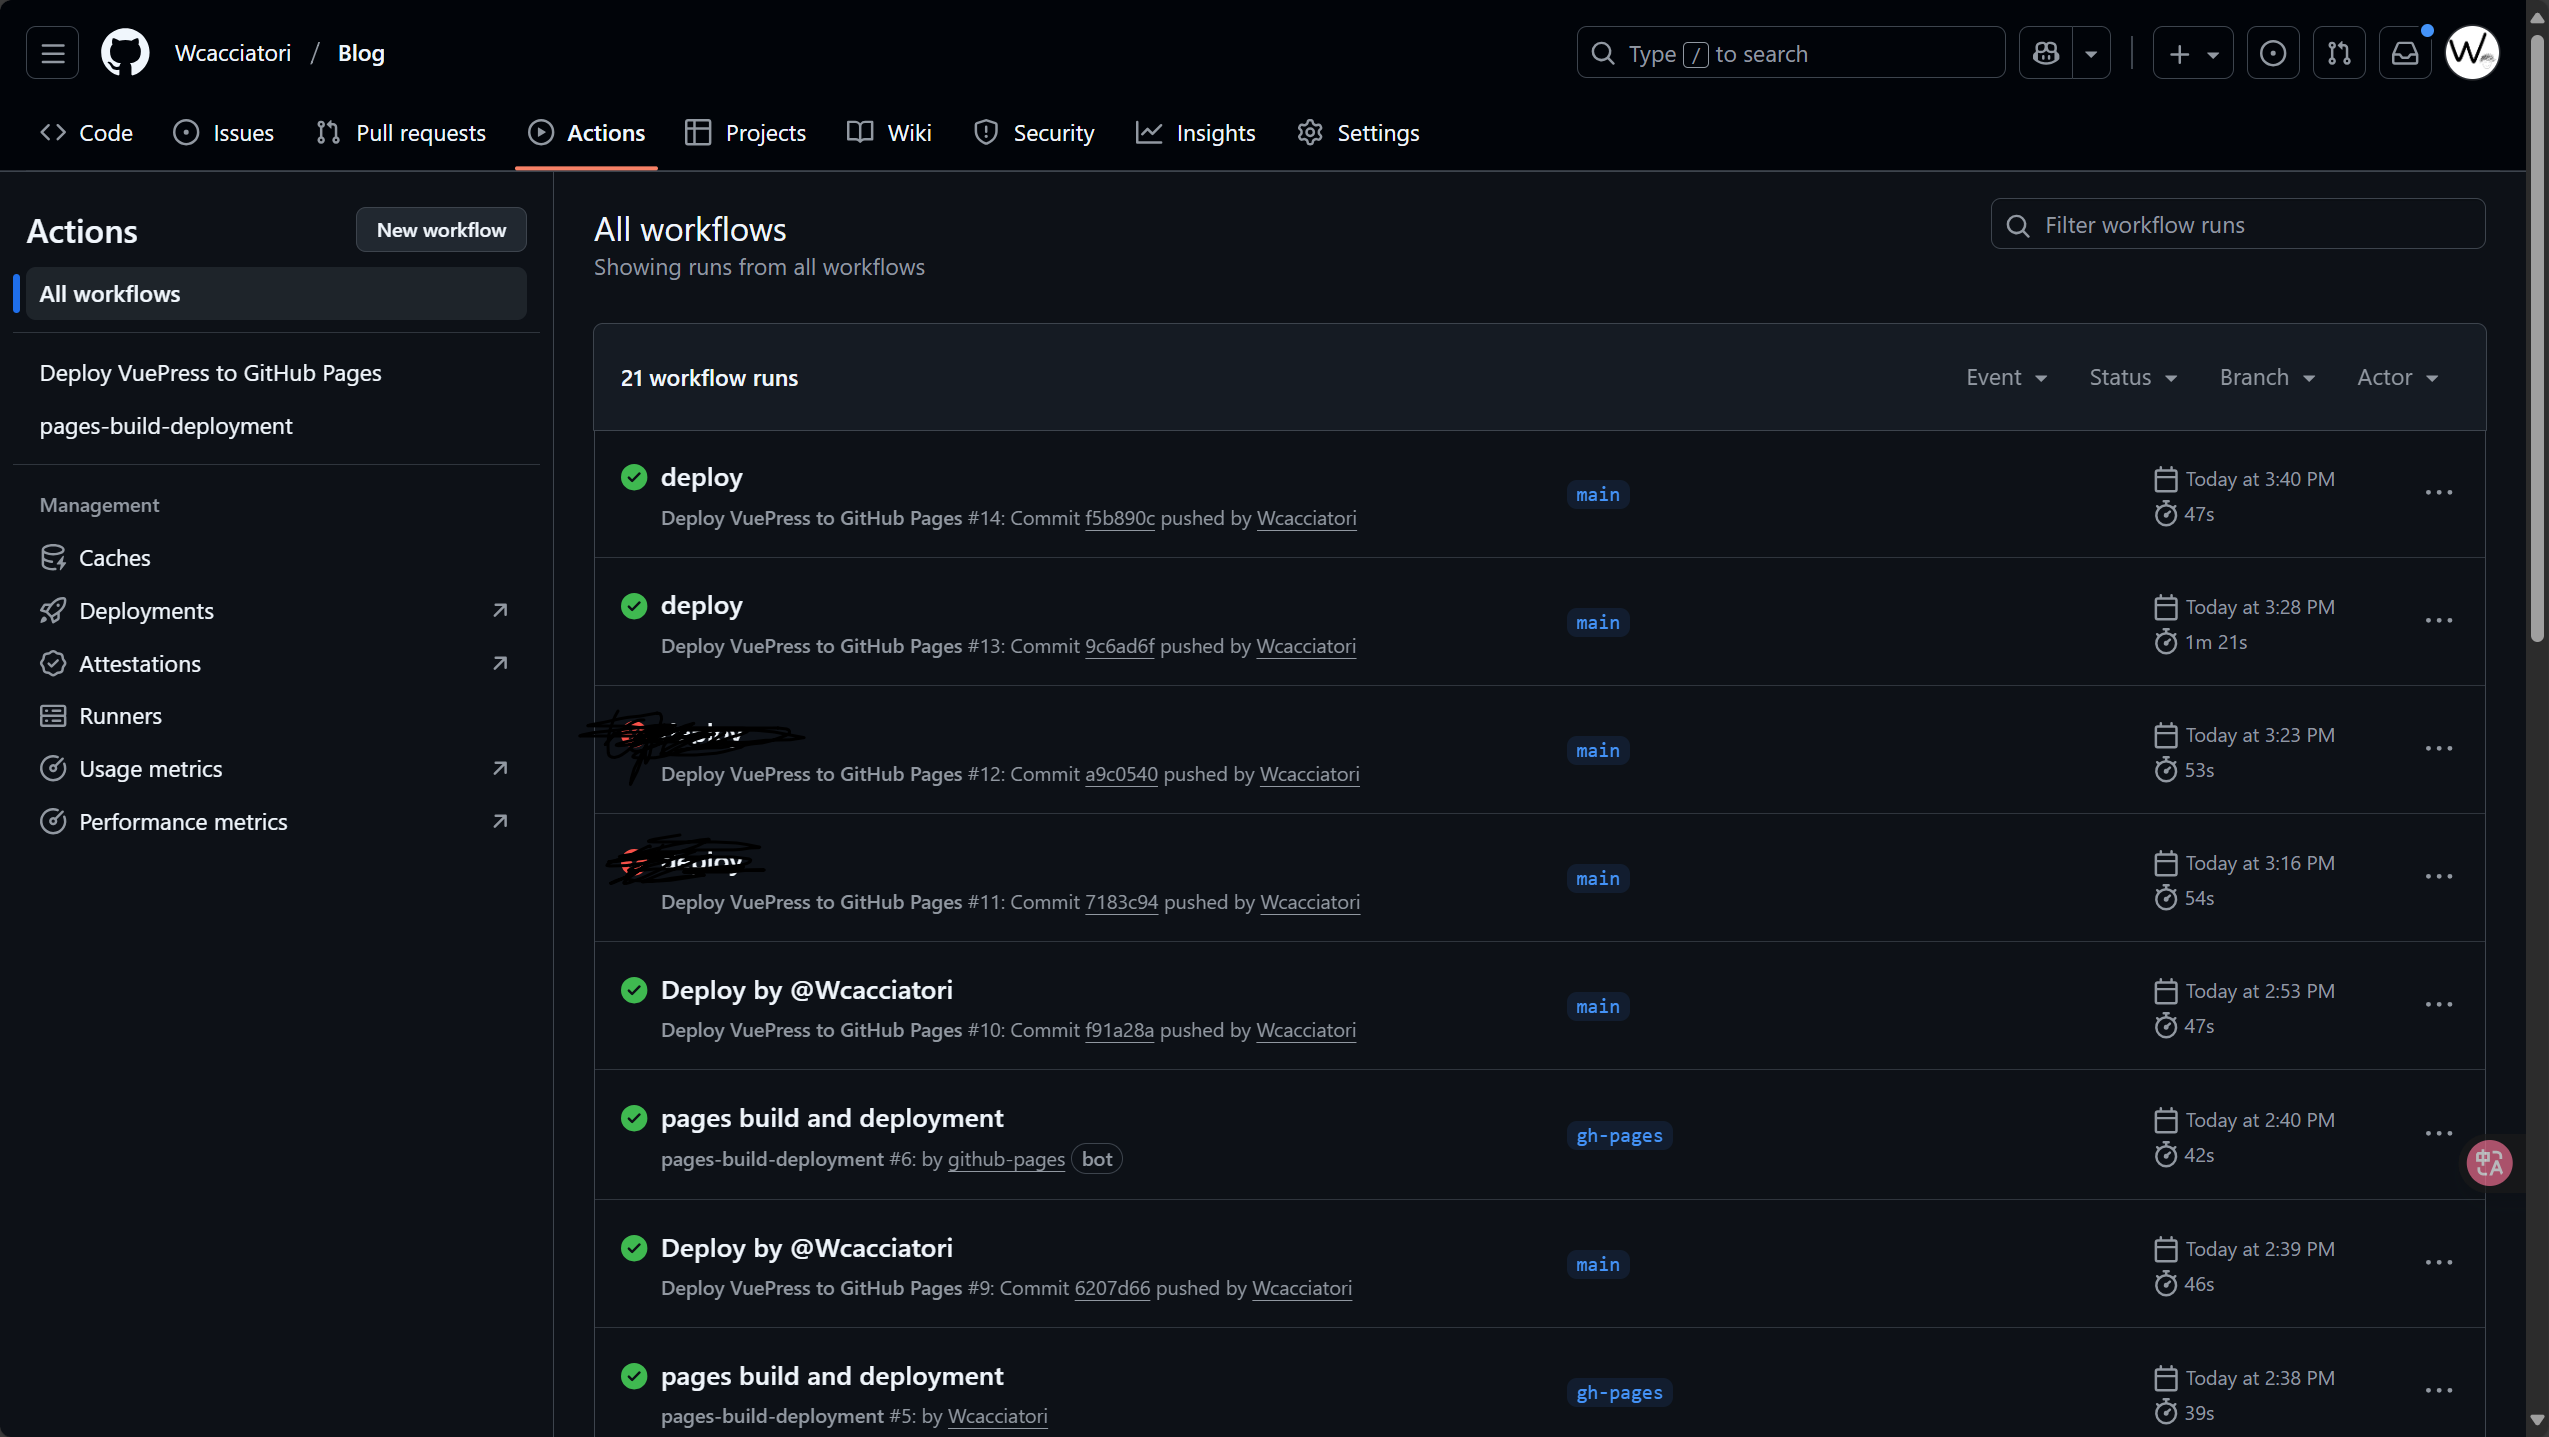 Wcacciatori / Blog
Type / to search
Code
Issues
Pull requests
Actions
Projects
Wiki
Security
Insights
Settings
Actions
New workflow
All workflows
Deploy VuePress to GitHub Pages
pages-build-deployment
Management
Caches
Deployments
Attestations
Runners
Usage metrics
Performance metrics
All workflows
Showing runs from all workflows
Filter workflow runs
21 workflow runs
Event
Status
Branch
Actor
deploy
Deploy VuePress to GitHub Pages #14: Commit f5b890c pushed by Wcacciatori
main
Today at 3:40 PM
47s
deploy
Deploy VuePress to GitHub Pages #13: Commit 9c6ad6f pushed by Wcacciatori
main
Today at 3:28 PM
1m 21s
Deploy VuePress to GitHub Pages #12: Commit a9c0540 pushed by Wcacciatori
main
Today at 3:23 PM
53s
deploy
Deploy VuePress to GitHub Pages #11: Commit 7183c94 pushed by Wcacciatori
main
Today at 3:16 PM
54s
Deploy by @Wcacciatori
Deploy VuePress to GitHub Pages #10: Commit f91a28a pushed by Wcacciatori
main
Today at 2:53 PM
47s
pages build and deployment
pages-build-deployment #6: by github-pages bot
gh-pages
Today at 2:40 PM
42s
Deploy by @Wcacciatori
Deploy VuePress to GitHub Pages #9: Commit 6207d66 pushed by Wcacciatori
main
Today at 2:39 PM
46s
pages build and deployment
pages-build-deployment #5: by Wcacciatori
gh-pages
Today at 2:38 PM
39s